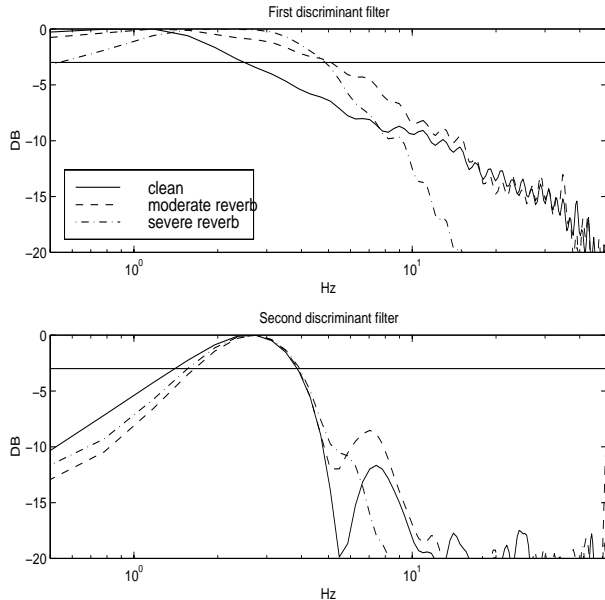 First discriminant filter
0
−5
−10
−15
−20
DB
clean
moderate reverb
severe reverb
10^0
10^1
Hz
Second discriminant filter
0
−5
−10
−15
−20
DB
10^0
10^1
Hz